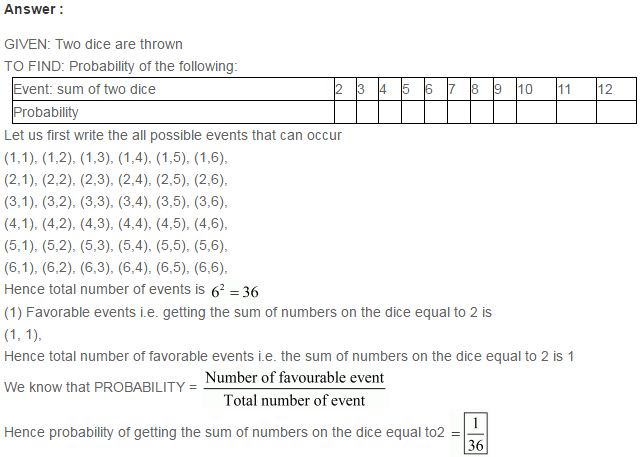 Answer :
GIVEN: Two dice are thrown
TO FIND: Probability of the following:
Event: sum of two dice 2 3 4 5 6 7 8 9 10 11 12
Probability
Let us first write the all possible events that can occur
(1,1), (1,2), (1,3), (1,4), (1,5), (1,6),
(2,1), (2,2), (2,3), (2,4), (2,5), (2,6),
(3,1), (3,2), (3,3), (3,4), (3,5), (3,6),
(4,1), (4,2), (4,3), (4,4), (4,5), (4,6),
(5,1), (5,2), (5,3), (5,4), (5,5), (5,6),
(6,1), (6,2), (6,3), (6,4), (6,5), (6,6),
Hence total number of events is 6² = 36
(1) Favorable events i.e. getting the sum of numbers on the dice equal to 2 is
(1, 1),
Hence total number of favorable events i.e. the sum of numbers on the dice equal to 2 is 1
We know that PROBABILITY = Number of favourable event
Total number of event
Hence probability of getting the sum of numbers on the dice equal to2 = 1
36